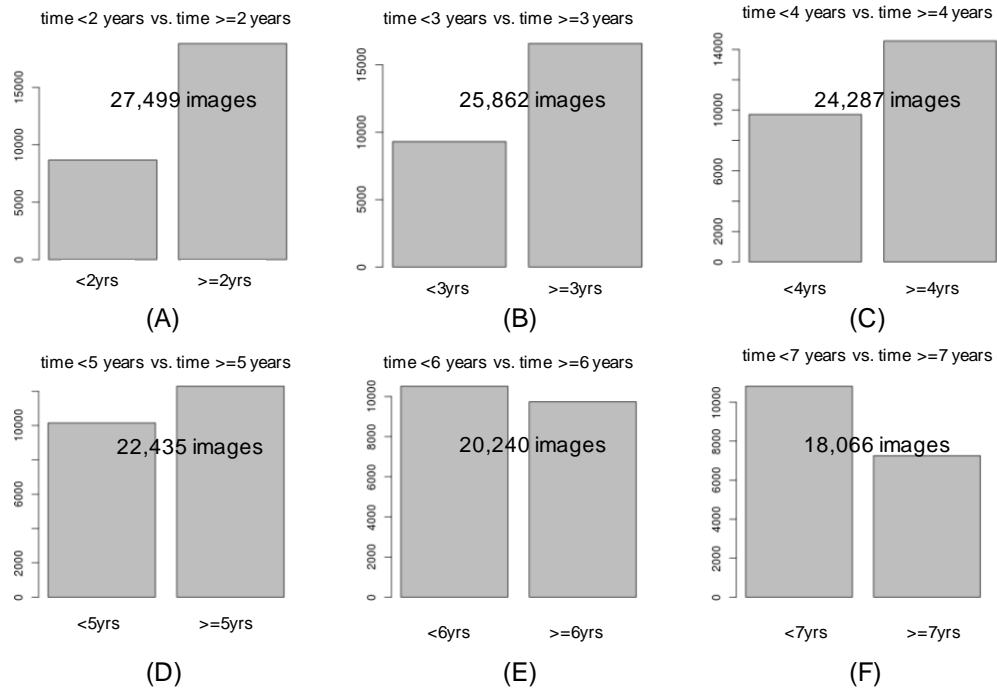 time <2 years vs. time >=2 years
15000
10000
5000
0
27,499 images
<2yrs
>=2yrs
(A)
time <3 years vs. time >=3 years
15000
10000
5000
0
25,862 images
<3yrs
>=3yrs
(B)
time <4 years vs. time >=4 years
14000
10000
6000
4000
2000
0
24,287 images
<4yrs
>=4yrs
(C)
time <5 years vs. time >=5 years
10000
8000
6000
4000
2000
0
22,435 images
<5yrs
>=5yrs
(D)
time <6 years vs. time >=6 years
10000
8000
6000
4000
2000
0
20,240 images
<6yrs
>=6yrs
(E)
time <7 years vs. time >=7 years
10000
8000
6000
4000
2000
0
18,066 images
<7yrs
>=7yrs
(F)